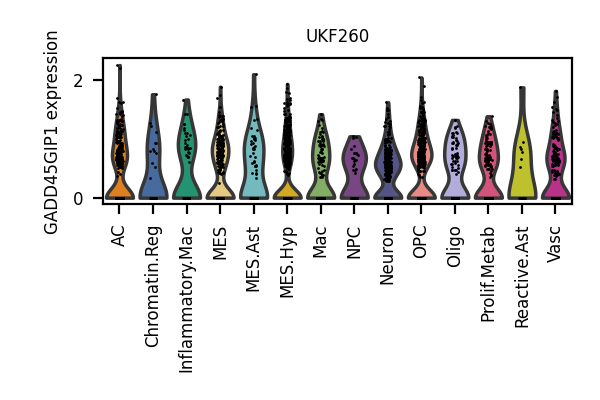 UKF260
GADD45GIP1 expression
2
0
AC
Chromatin.Reg
Inflammatory.Mac
MES
MES.Ast
MES.Hyp
Mac
NPC
Neuron
OPC
Oligo
Prolif.Metab
Reactive.Ast
Vasc